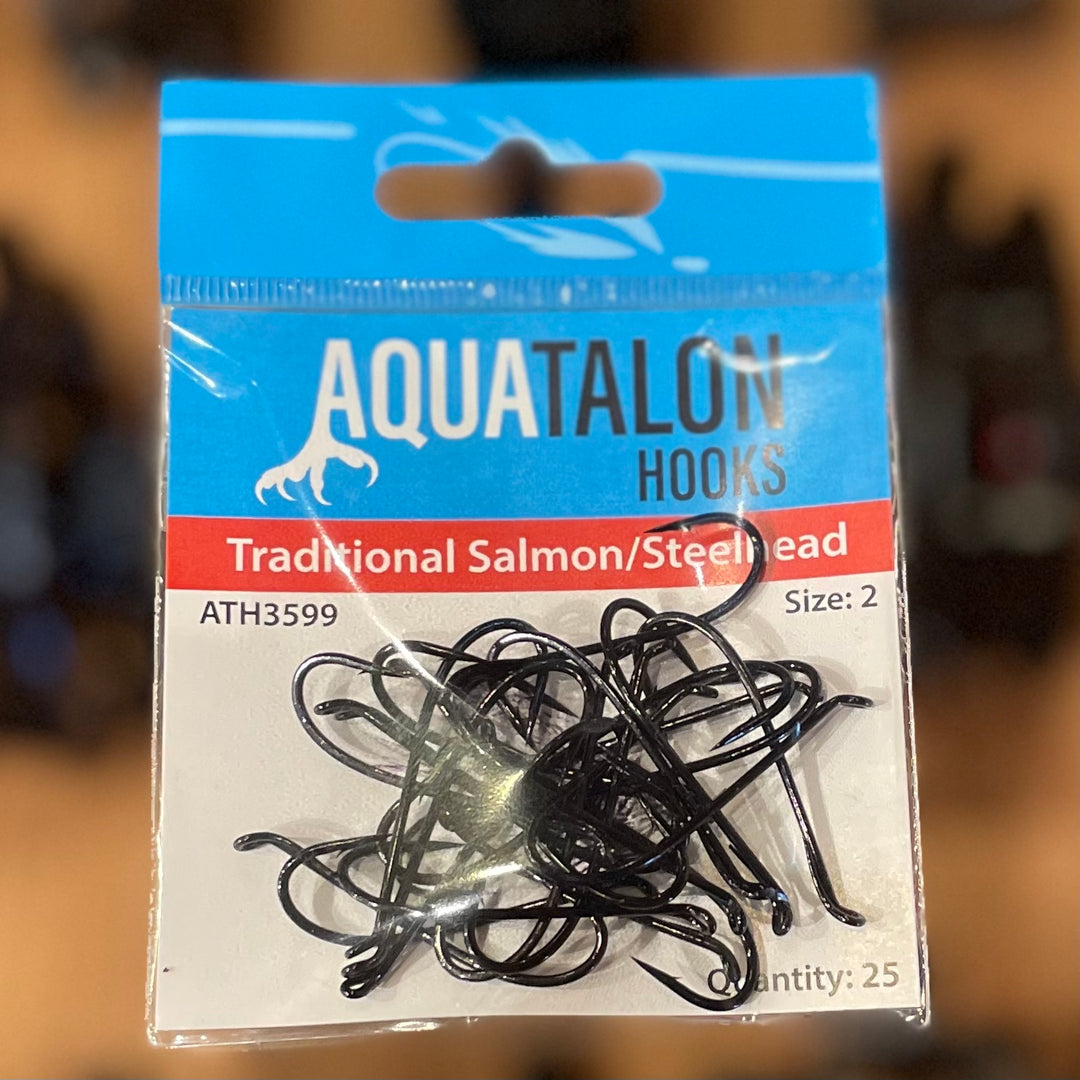 AQUATALON
HOOKS
Traditional Salmon/Steelhead
ATH3599
Size: 2
Quantity: 25